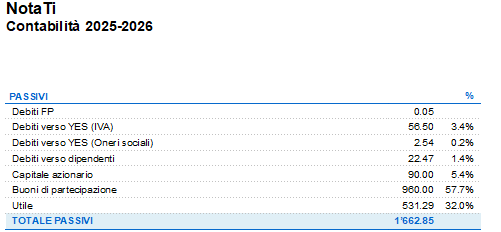 NotaTi
Contabilità 2025-2026
PASSIVI %
Debiti FP 0.05
Debiti verso YES (IVA) 56.50 3.4%
Debiti verso YES (Oneri sociali) 2.54 0.2%
Debiti verso dipendenti 22.47 1.4%
Capitale azionario 90.00 5.4%
Buoni di partecipazione 960.00 57.7%
Utile 531.29 32.0%
TOTALE PASSIVI 1'662.85